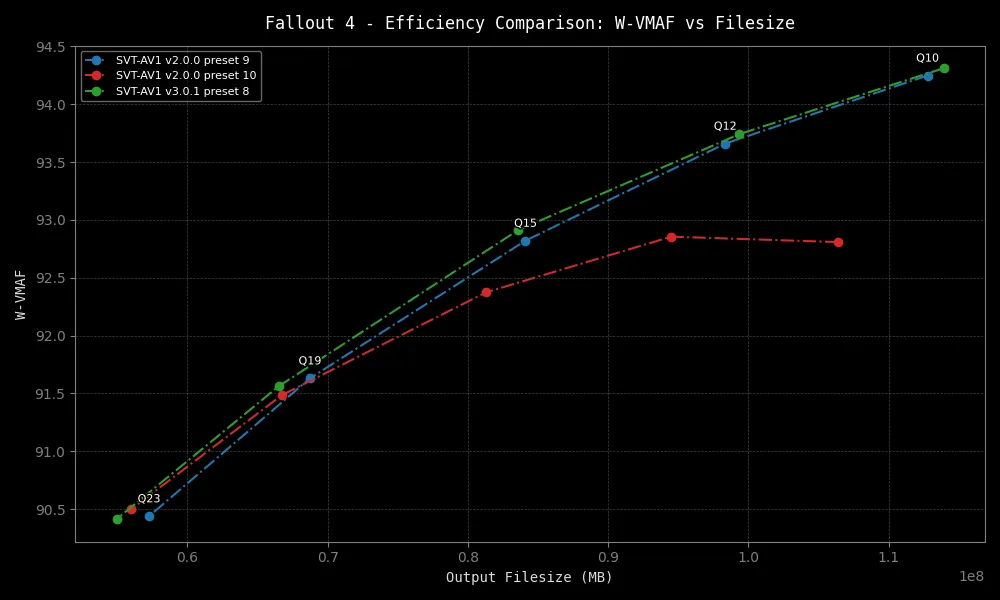 Fallout 4 - Efficiency Comparison: W-VMAF vs Filesize
SVT-AV1 v2.0.0 preset 9
SVT-AV1 v2.0.0 preset 10
SVT-AV1 v3.0.1 preset 8
94.5
94.0
93.5
93.0
92.5
92.0
91.5
91.0
90.5
W-VMAF
Q10
Q12
Q15
Q19
Q23
0.6 0.7 0.8 0.9 1.0 1.1
1e8
Output Filesize (MB)